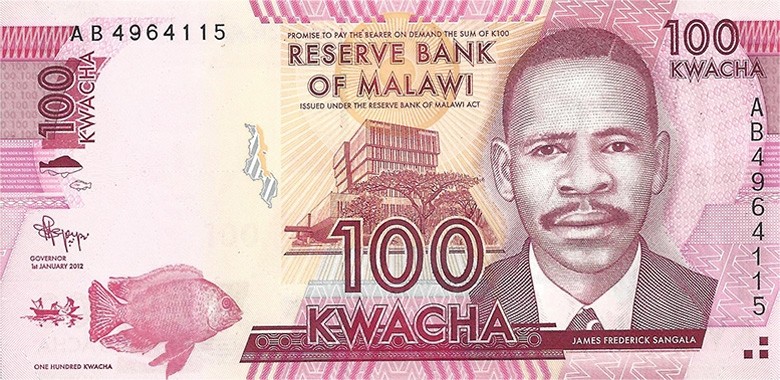 AB4964115
PROMISE TO PAY THE BEARER ON DEMAND THE SUM OF K100
RESERVE BANK
OF MALAWI
ISSUED UNDER THE RESERVE BANK OF MALAWI ACT
100
KWACHA
100
KWACHA
AB4964115
GOVERNOR
1st JANUARY 2012
100
KWACHA
JAMES FREDERICK SANGALA
ONE HUNDRED KWACHA